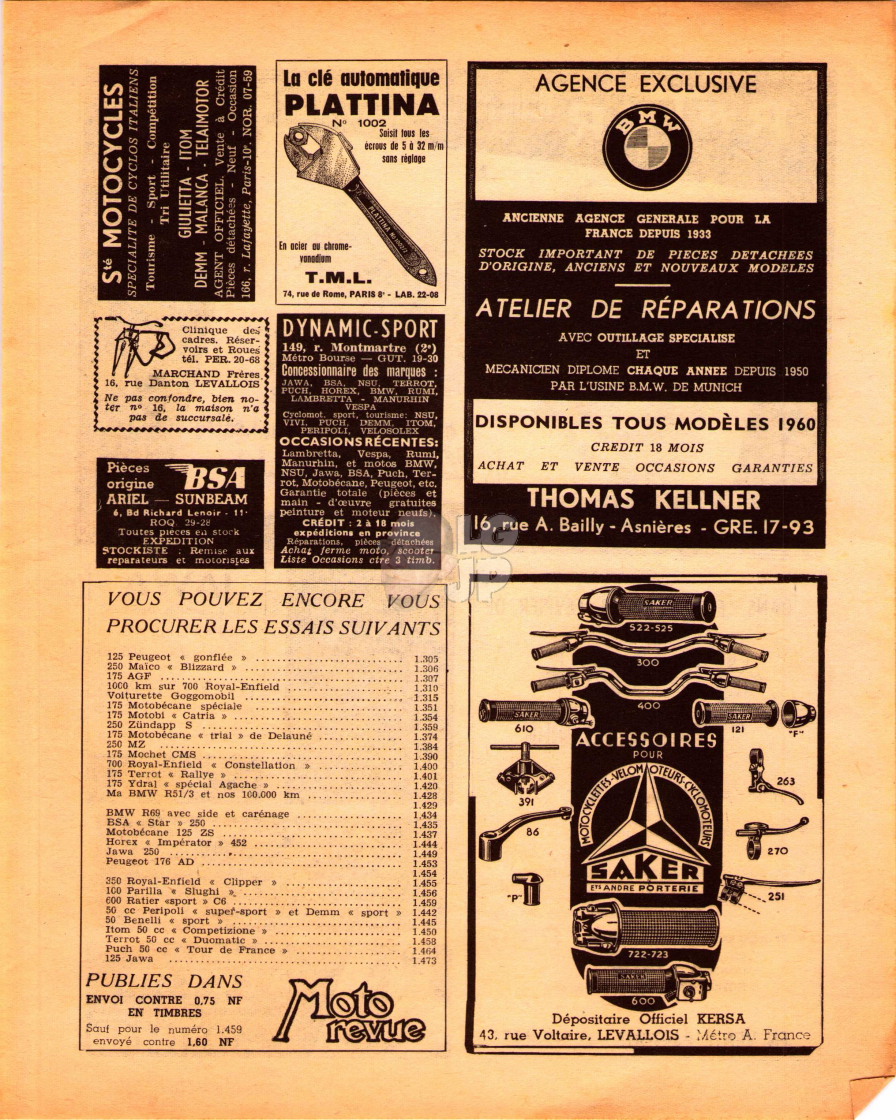 Sté MOTOCYCLES
SPECIALITE DE CYCLOS ITALIENS
Tourisme - Sport - Compétition
Tri Utilitaire
GIULIETTA - ITOM
DEMM - MALANCA - TELAIMOTOR
AGENT OFFICIEL, Vente à Crédit
Pièces détachées - Neuf - Occasion
166, r. Lafayette, Paris-10e. NOR. 07-59
La clé automatique
PLATTINA
N° 1002
Saisit tous les
écrous de 5 à 32 m/m
sans réglage
PLATTINA No 1002
En acier au chrome-
vanadium
T.M.L.
74, rue de Rome, PARIS 8e - LAB. 22-08
AGENCE EXCLUSIVE
BMW
ANCIENNE AGENCE GENERALE POUR LA
FRANCE DEPUIS 1933
STOCK IMPORTANT DE PIECES DETACHEES
D'ORIGINE, ANCIENS ET NOUVEAUX MODELES
ATELIER DE RÉPARATIONS
AVEC OUTILLAGE SPECIALISE
ET
MECANICIEN DIPLOME CHAQUE ANNEE DEPUIS 1950
PAR L'USINE B.M.W. DE MUNICH
DISPONIBLES TOUS MODÈLES 1960
CREDIT 18 MOIS
ACHAT ET VENTE OCCASIONS GARANTIES
THOMAS KELLNER
16, rue A. Bailly - Asnières - GRE. 17-93
Clinique des
cadres. Réser-
voirs et Roues
tél. PER. 20-68
MARCHAND Frères
16, rue Danton LEVALLOIS
Ne pas confondre, bien no-
ter n° 16, la maison n'a
pas de succursale.
DYNAMIC-SPORT
149, r. Montmartre (2e)
Métro Bourse — GUT. 19-30
Concessionnaire des marques :
JAWA, BSA, NSU, TERROT,
PUCH, HOREX, BMW, RUMI,
LAMBRETTA - MANURHIN
VESPA
Cyclomot. sport, tourisme: NSU,
VIVI, PUCH, DEMM, ITOM,
PERIPOLI, VELOSOLEX
OCCASIONS RÉCENTES:
Lambretta, Vespa, Rumi,
Manurhin, et motos BMW,
NSU, Jawa, BSA, Puch, Ter-
rot, Motobécane, Peugeot, etc.
Garantie totale (pièces et
main - d'œuvre gratuites
peinture et moteur neufs).
CRÉDIT : 2 à 18 mois
expéditions en province
Réparations, pièces détachées
Achat ferme moto, scooter
Liste Occasions ctre 3 timb.
Pièces
origine BSA
ARIEL — SUNBEAM
6, Bd Richard Lenoir - 11e
ROQ. 29-28
Toutes pièces en stock
EXPEDITION
STOCKISTE : Remise aux
reparateurs et motoristes
LG
JP
VOUS POUVEZ ENCORE VOUS
PROCURER LES ESSAIS SUIVANTS
125 Peugeot « gonflée » 1.305
250 Maïco « Blizzard » 1.306
175 AGF 1.307
1000 km sur 700 Royal-Enfield 1.310
Voiturette Goggomobil 1.315
175 Motobécane spéciale 1.351
175 Motobi « Catria » 1.354
250 Zündapp S 1.359
175 Motobécane « trial » de Delauné 1.374
250 MZ 1.384
175 Mochet CMS 1.390
700 Royal-Enfield « Constellation » 1.400
175 Terrot « Rallye » 1.401
175 Ydral « spécial Agache » 1.420
Ma BMW R51/3 et nos 100.000 km 1.428
1.429
BMW R69 avec side et carénage 1.434
BSA « Star » 250 1.435
Motobécane 125 ZS 1.437
Horex « Impérator » 452 1.444
Jawa 250 1.449
Peugeot 176 AD 1.453
1.454
350 Royal-Enfield « Clipper » 1.455
100 Parilla « Slughi » 1.456
600 Ratier «sport » C6 1.459
50 cc Peripoli « super-sport » et Demm « sport » 1.442
50 Benelli « sport » 1.445
Itom 50 cc « Competizione » 1.450
Terrot 50 cc « Duomatic » 1.458
Puch 50 cc « Tour de France » 1.464
125 Jawa 1.473
PUBLIES DANS
ENVOI CONTRE 0,75 NF
EN TIMBRES
Sauf pour le numéro 1.459
envoyé contre 1,60 NF
Moto
revue
SAKER
522-525
300
400
SAKER
610
SAKER
121
"F"
ACCESSOIRES
POUR
MOTOCYCLETTES-VELOMOTEURS-CYCLOMOTEURS
391
263
86
270
SAKER
ETS ANDRE PORTERIE
"P"
251
722-723
600
Dépositaire Officiel KERSA
43, rue Voltaire, LEVALLOIS - Métro A. France